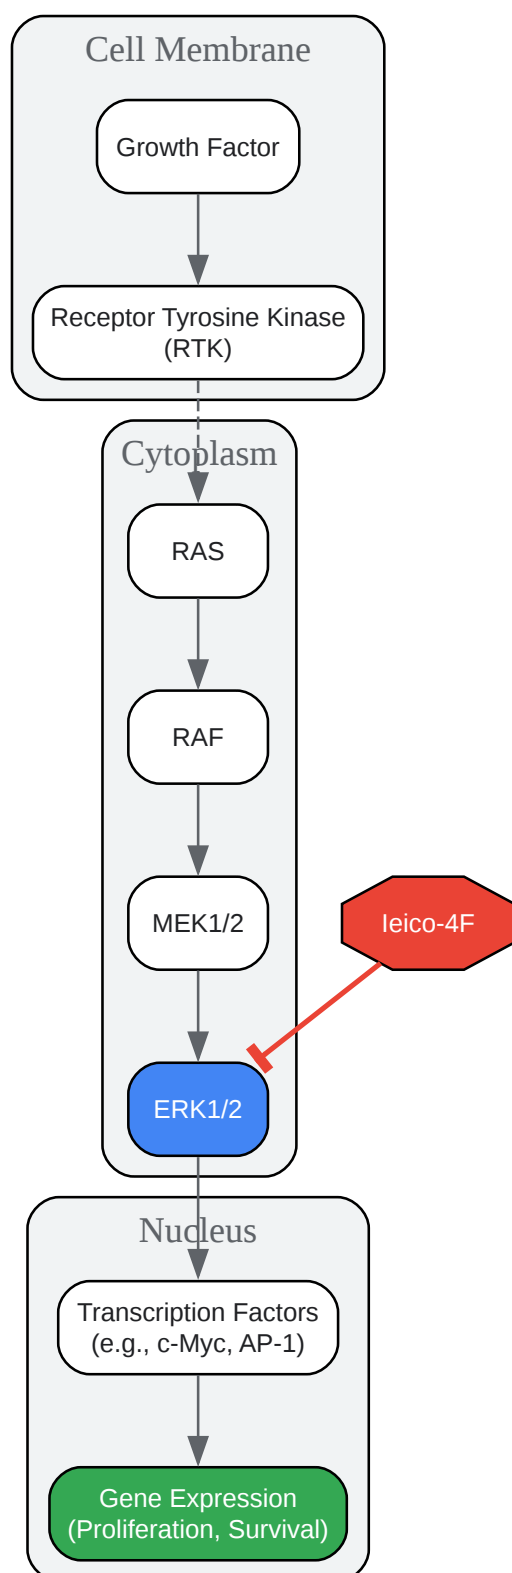 Cell Membrane
Growth Factor
Receptor Tyrosine Kinase
(RTK)
Cytoplasm
RAS
RAF
MEK1/2
Ieico-4F
ERK1/2
Nucleus
Transcription Factors
(e.g., c-Myc, AP-1)
Gene Expression
(Proliferation, Survival)